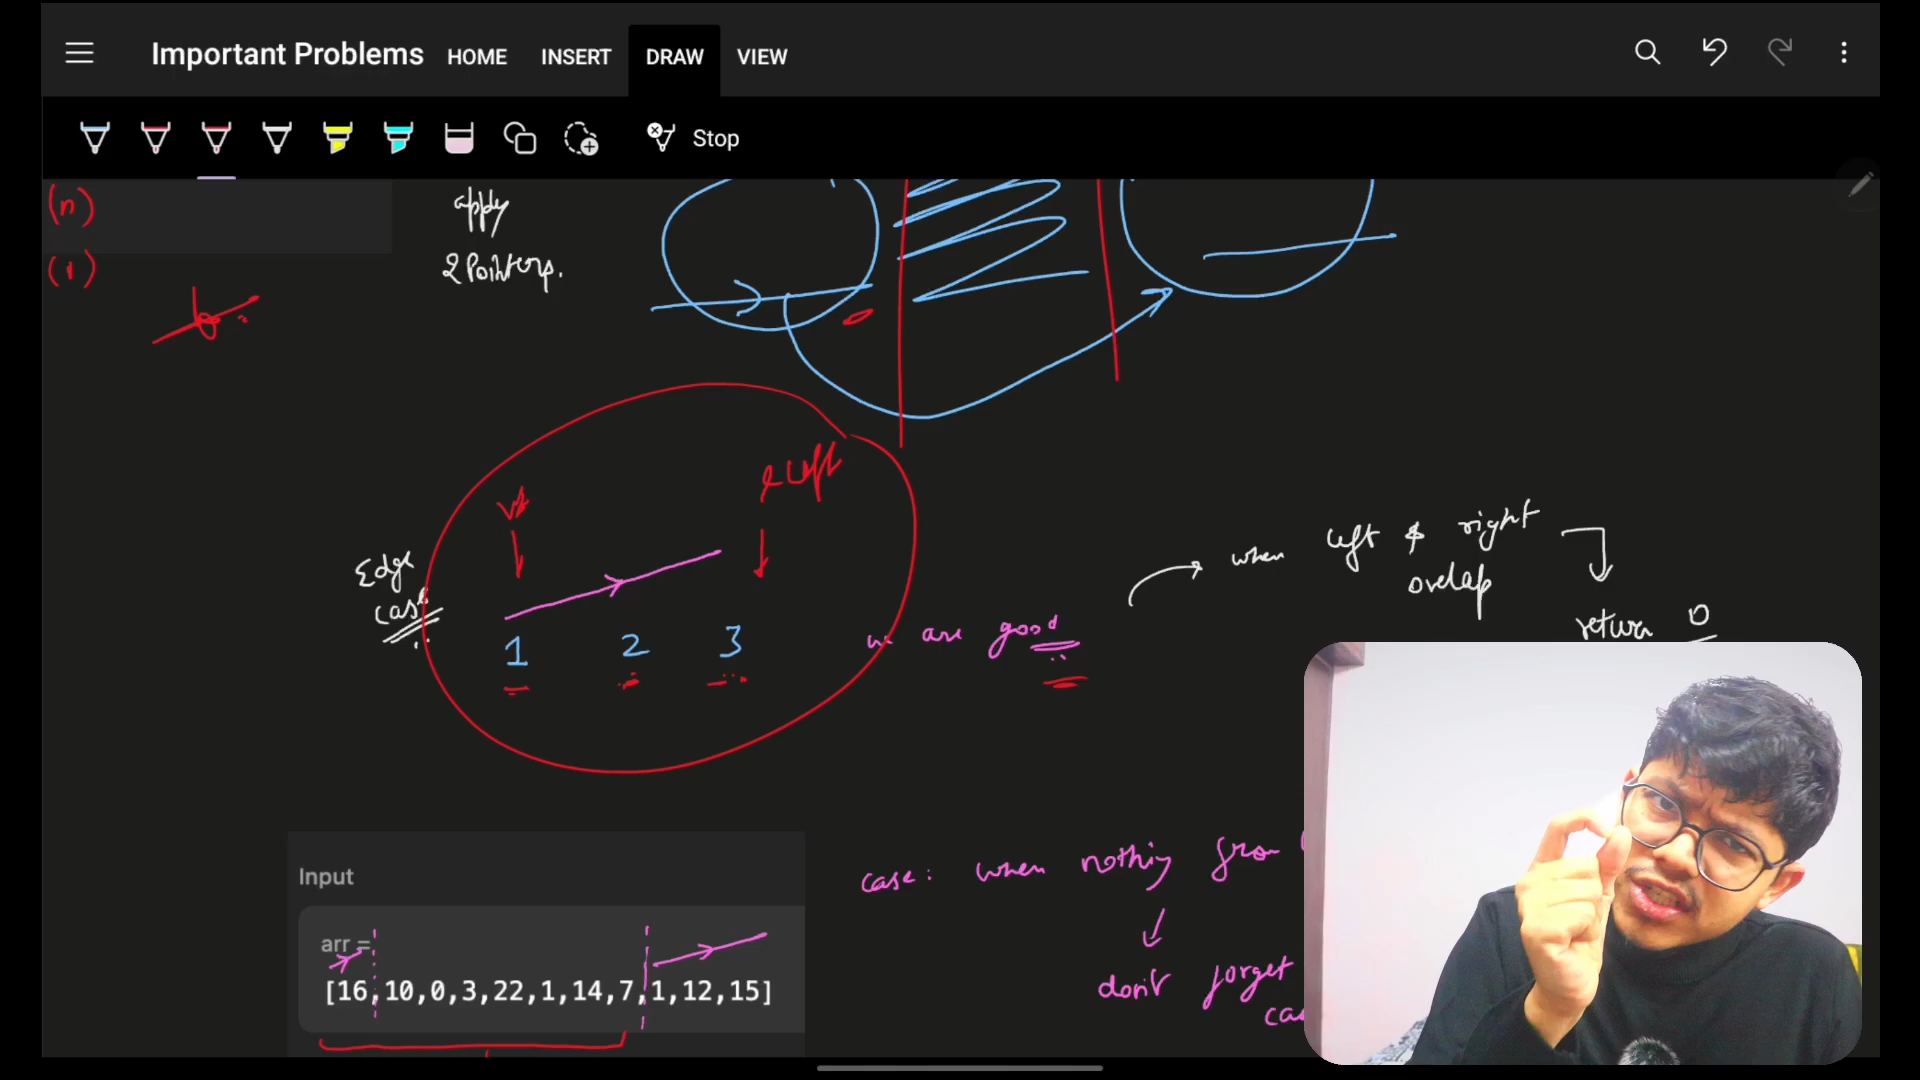 Important Problems HOME INSERT DRAW VIEW
Stop
(n)
(1)
apply
2 Pointers.
left
Edge
case
1 2 3
we are good
when left & right
overlap
return 0
Input
arr =
[16,10,0,3,22,1,14,7,1,12,15]
case: when nothing from
don't forget